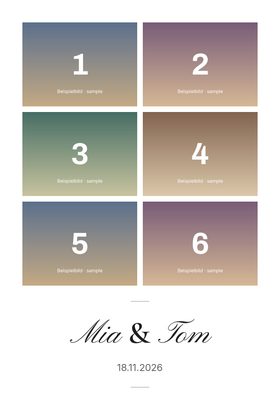 1
2
Beispielbild · sample
Beispielbild · sample
3
4
Beispielbild · sample
Beispielbild · sample
5
6
Beispielbild · sample
Beispielbild · sample
Mia & Tom
18.11.2026